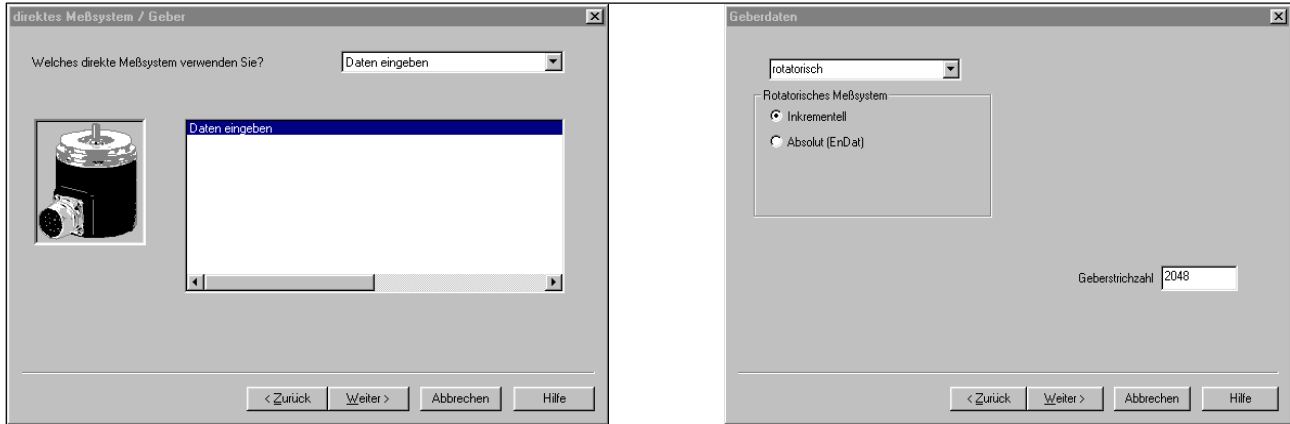 direktes Meßsystem / Geber
Welches direkte Meßsystem verwenden Sie?
Daten eingeben
Daten eingeben
< Zurück
Weiter >
Abbrechen
Hilfe
Geberdaten
rotatorisch
Rotatorisches Meßsystem
Inkrementell
Absolut (EnDat)
Geberstrichzahl
2048
< Zurück
Weiter >
Abbrechen
Hilfe